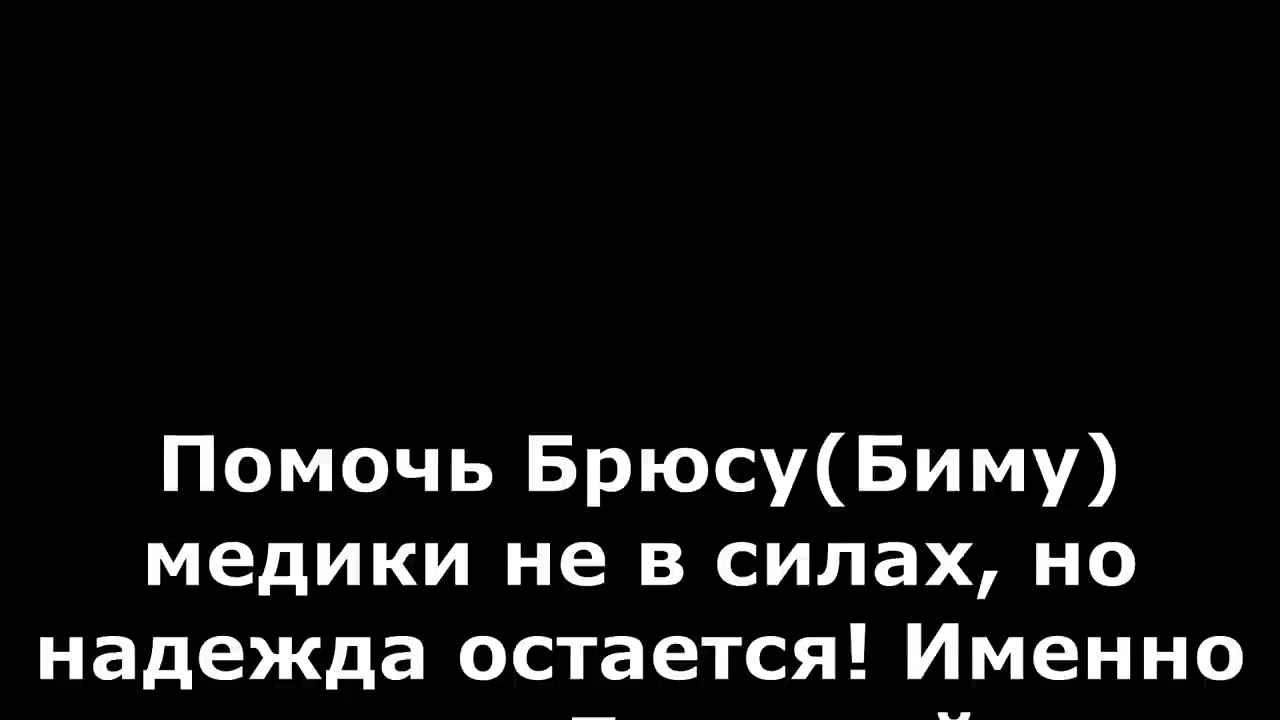 Помочь Брюсу(Биму)
медики не в силах, но
надежда остается! Именно